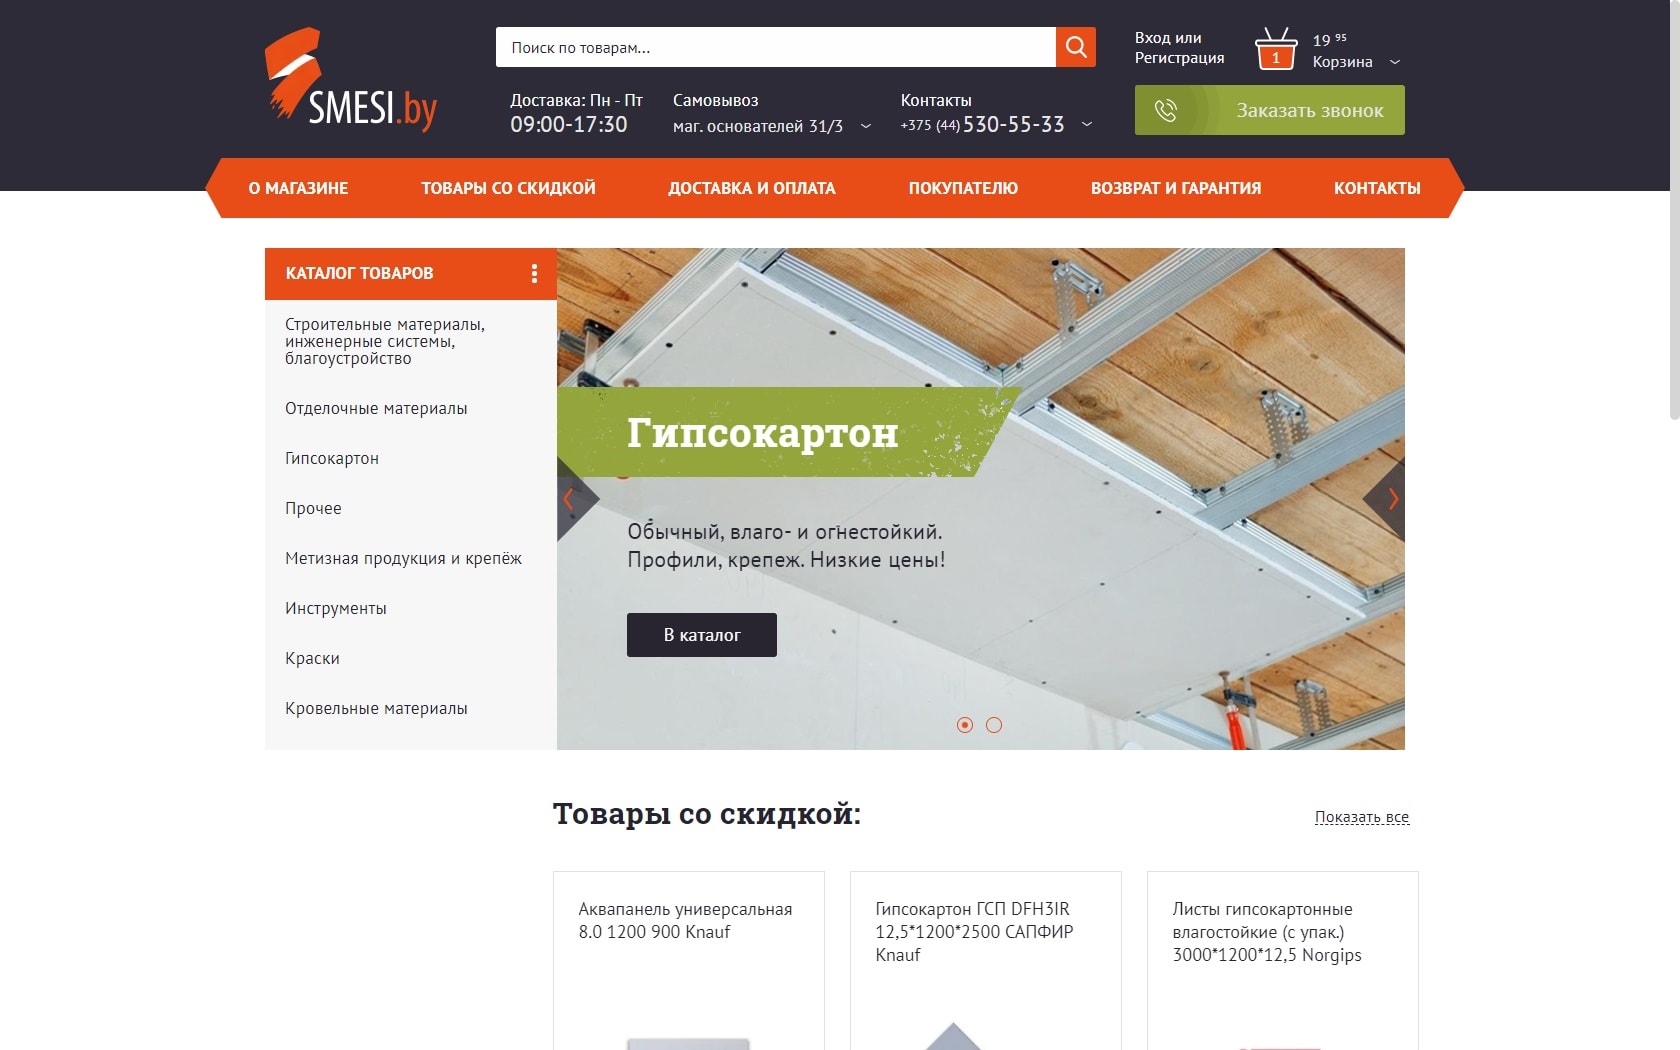 SMESI.by
Поиск по товарам...
Вход или
Регистрация
1
19 95
Корзина
Доставка: Пн - Пт
09:00-17:30
Самовывоз
маг. основателей 31/3
Контакты
+375 (44) 530-55-33
Заказать звонок
О МАГАЗИНЕ
ТОВАРЫ СО СКИДКОЙ
ДОСТАВКА И ОПЛАТА
ПОКУПАТЕЛЮ
ВОЗВРАТ И ГАРАНТИЯ
КОНТАКТЫ
КАТАЛОГ ТОВАРОВ
Строительные материалы,
инженерные системы,
благоустройство
Отделочные материалы
Гипсокартон
Прочее
Метизная продукция и крепёж
Инструменты
Краски
Кровельные материалы
Гипсокартон
Обычный, влаго- и огнестойкий.
Профили, крепеж. Низкие цены!
В каталог
Товары со скидкой:
Показать все
Аквапанель универсальная
8.0 1200 900 Knauf
Гипсокартон ГСП DFH3IR
12,5*1200*2500 САПФИР
Knauf
Листы гипсокартонные
влагостойкие (с упак.)
3000*1200*12,5 Norgips